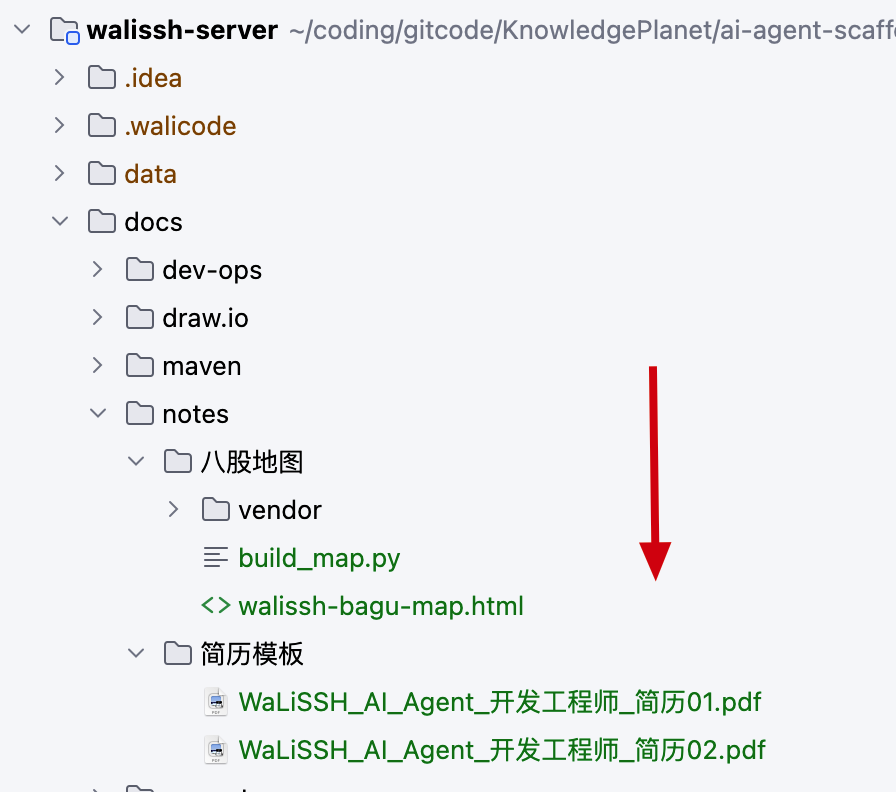 walissh-server ~/coding/gitcode/KnowledgePlanet/ai-agent-scaff
.idea
.walicode
data
docs
dev-ops
draw.io
maven
notes
八股地图
vendor
build_map.py
walissh-bagu-map.html
简历模板
WaLiSSH_AI_Agent_开发工程师_简历01.pdf
WaLiSSH_AI_Agent_开发工程师_简历02.pdf